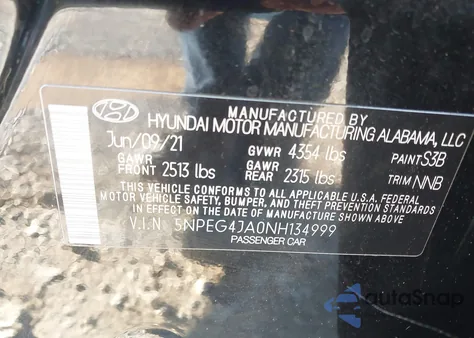 MANUFACTURED BY
HYUNDAI MOTOR MANUFACTURING ALABAMA, LLC
Jun/09/21 GVWR 4354 lbs PAINT S3B
GAWR FRONT 2513 lbs GAWR REAR 2315 lbs TRIM NNB
THIS VEHICLE CONFORMS TO ALL APPLICABLE U.S.A. FEDERAL
MOTOR VEHICLE SAFETY, BUMPER, AND THEFT PREVENTION STANDARDS
IN EFFECT ON THE DATE OF MANUFACTURE SHOWN ABOVE.
V.I.N. 5NPEG4JA0NH134999
PASSENGER CAR
autoSnap